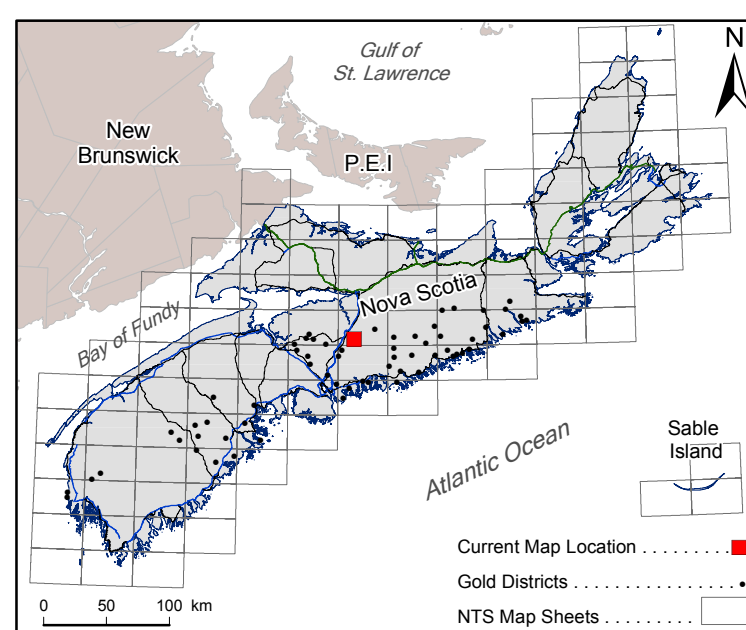 N
Gulf of
St. Lawrence
New
Brunswick
P.E.I
Nova Scotia
Bay of Fundy
Sable
Island
Atlantic Ocean
Current Map Location . . . . . . . . .
Gold Districts . . . . . . . . . . . . . . . .
NTS Map Sheets . . . . . . . .
0 50 100 km